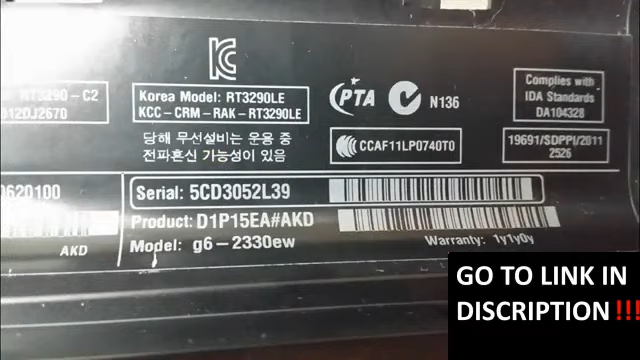 RT3290-C2
012DJ2670
Korea Model: RT3290LE
KCC-CRM-RAK-RT3290LE
당해 무선설비는 운용 중
전파혼신 가능성이 있음
PTA
N136
CCAF11LP0740T0
Complies with
IDA Standards
DA104328
19691/SDPPI/2011
2526
0620100
Serial: 5CD3052L39
Product: D1P15EA#AKD
AKD
Model: g6-2330ew
Warranty: 1y1y0y
GO TO LINK IN
DISCRIPTION!!!